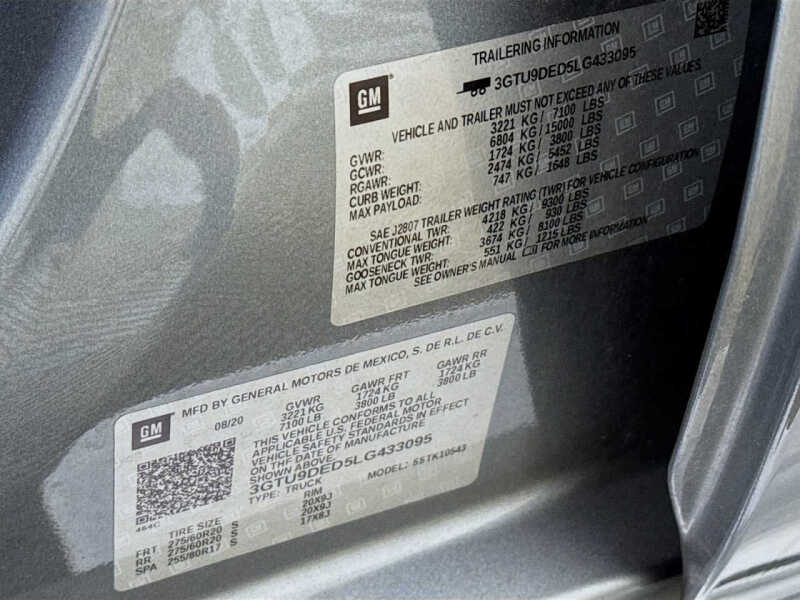 TRAILERING INFORMATION
GM
3GTU9DED5LG433095
VEHICLE AND TRAILER MUST NOT EXCEED ANY OF THESE VALUES
GVWR: 3221 KG / 7100 LBS
GCWR: 6804 KG / 15000 LBS
RGAWR: 1724 KG / 3800 LBS
CURB WEIGHT: 2474 KG / 5452 LBS
MAX PAYLOAD: 747 KG / 1648 LBS
SAE J2807 TRAILER WEIGHT RATING (TWR) FOR VEHICLE CONFIGURATION
CONVENTIONAL TWR: 4218 KG / 9300 LBS
MAX TONGUE WEIGHT: 422 KG / 930 LBS
GOOSENECK TWR: 3674 KG / 8100 LBS
MAX TONGUE WEIGHT: 551 KG / 1215 LBS
SEE OWNER'S MANUAL FOR MORE INFORMATION
GM
MFD BY GENERAL MOTORS DE MEXICO, S. DE R.L. DE C.V.
08/20 GVWR GAWR FRT GAWR RR
3221 KG 1724 KG 1724 KG
7100 LB 3800 LB 3800 LB
THIS VEHICLE CONFORMS TO ALL
APPLICABLE U.S. FEDERAL MOTOR
VEHICLE SAFETY STANDARDS IN EFFECT
ON THE DATE OF MANUFACTURE
SHOWN ABOVE.
3GTU9DED5LG433095
TYPE: TRUCK MODEL: 5STK10543
464C
TIRE SIZE RIM
FRT 275/60R20 S 20X9J
RR 275/60R20 S 20X9J
SPA 255/80R17 S 17X8J